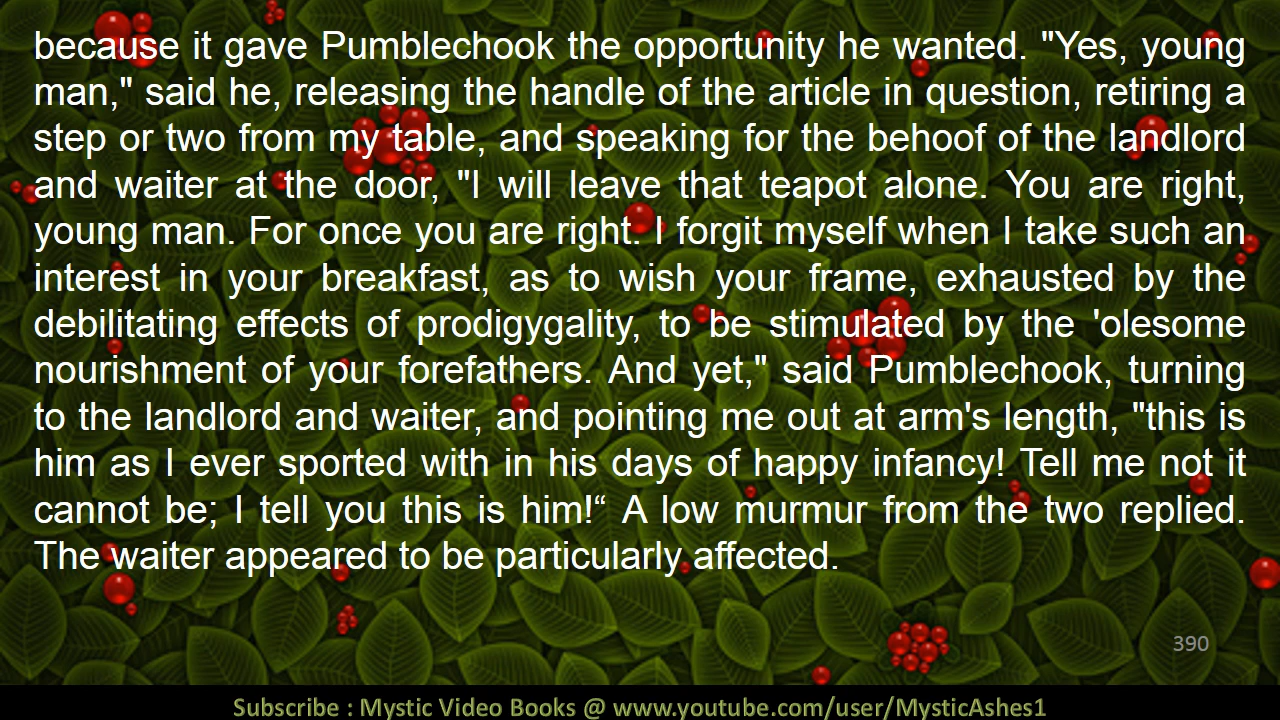 because it gave Pumblechook the opportunity he wanted. "Yes, young
man," said he, releasing the handle of the article in question, retiring a
step or two from my table, and speaking for the behoof of the landlord
and waiter at the door, "I will leave that teapot alone. You are right,
young man. For once you are right. I forgit myself when I take such an
interest in your breakfast, as to wish your frame, exhausted by the
debilitating effects of prodigygality, to be stimulated by the 'olesome
nourishment of your forefathers. And yet," said Pumblechook, turning
to the landlord and waiter, and pointing me out at arm's length, "this is
him as I ever sported with in his days of happy infancy! Tell me not it
cannot be; I tell you this is him!“ A low murmur from the two replied.
The waiter appeared to be particularly affected.
390
Subscribe : Mystic Video Books @ www.youtube.com/user/MysticAshes1